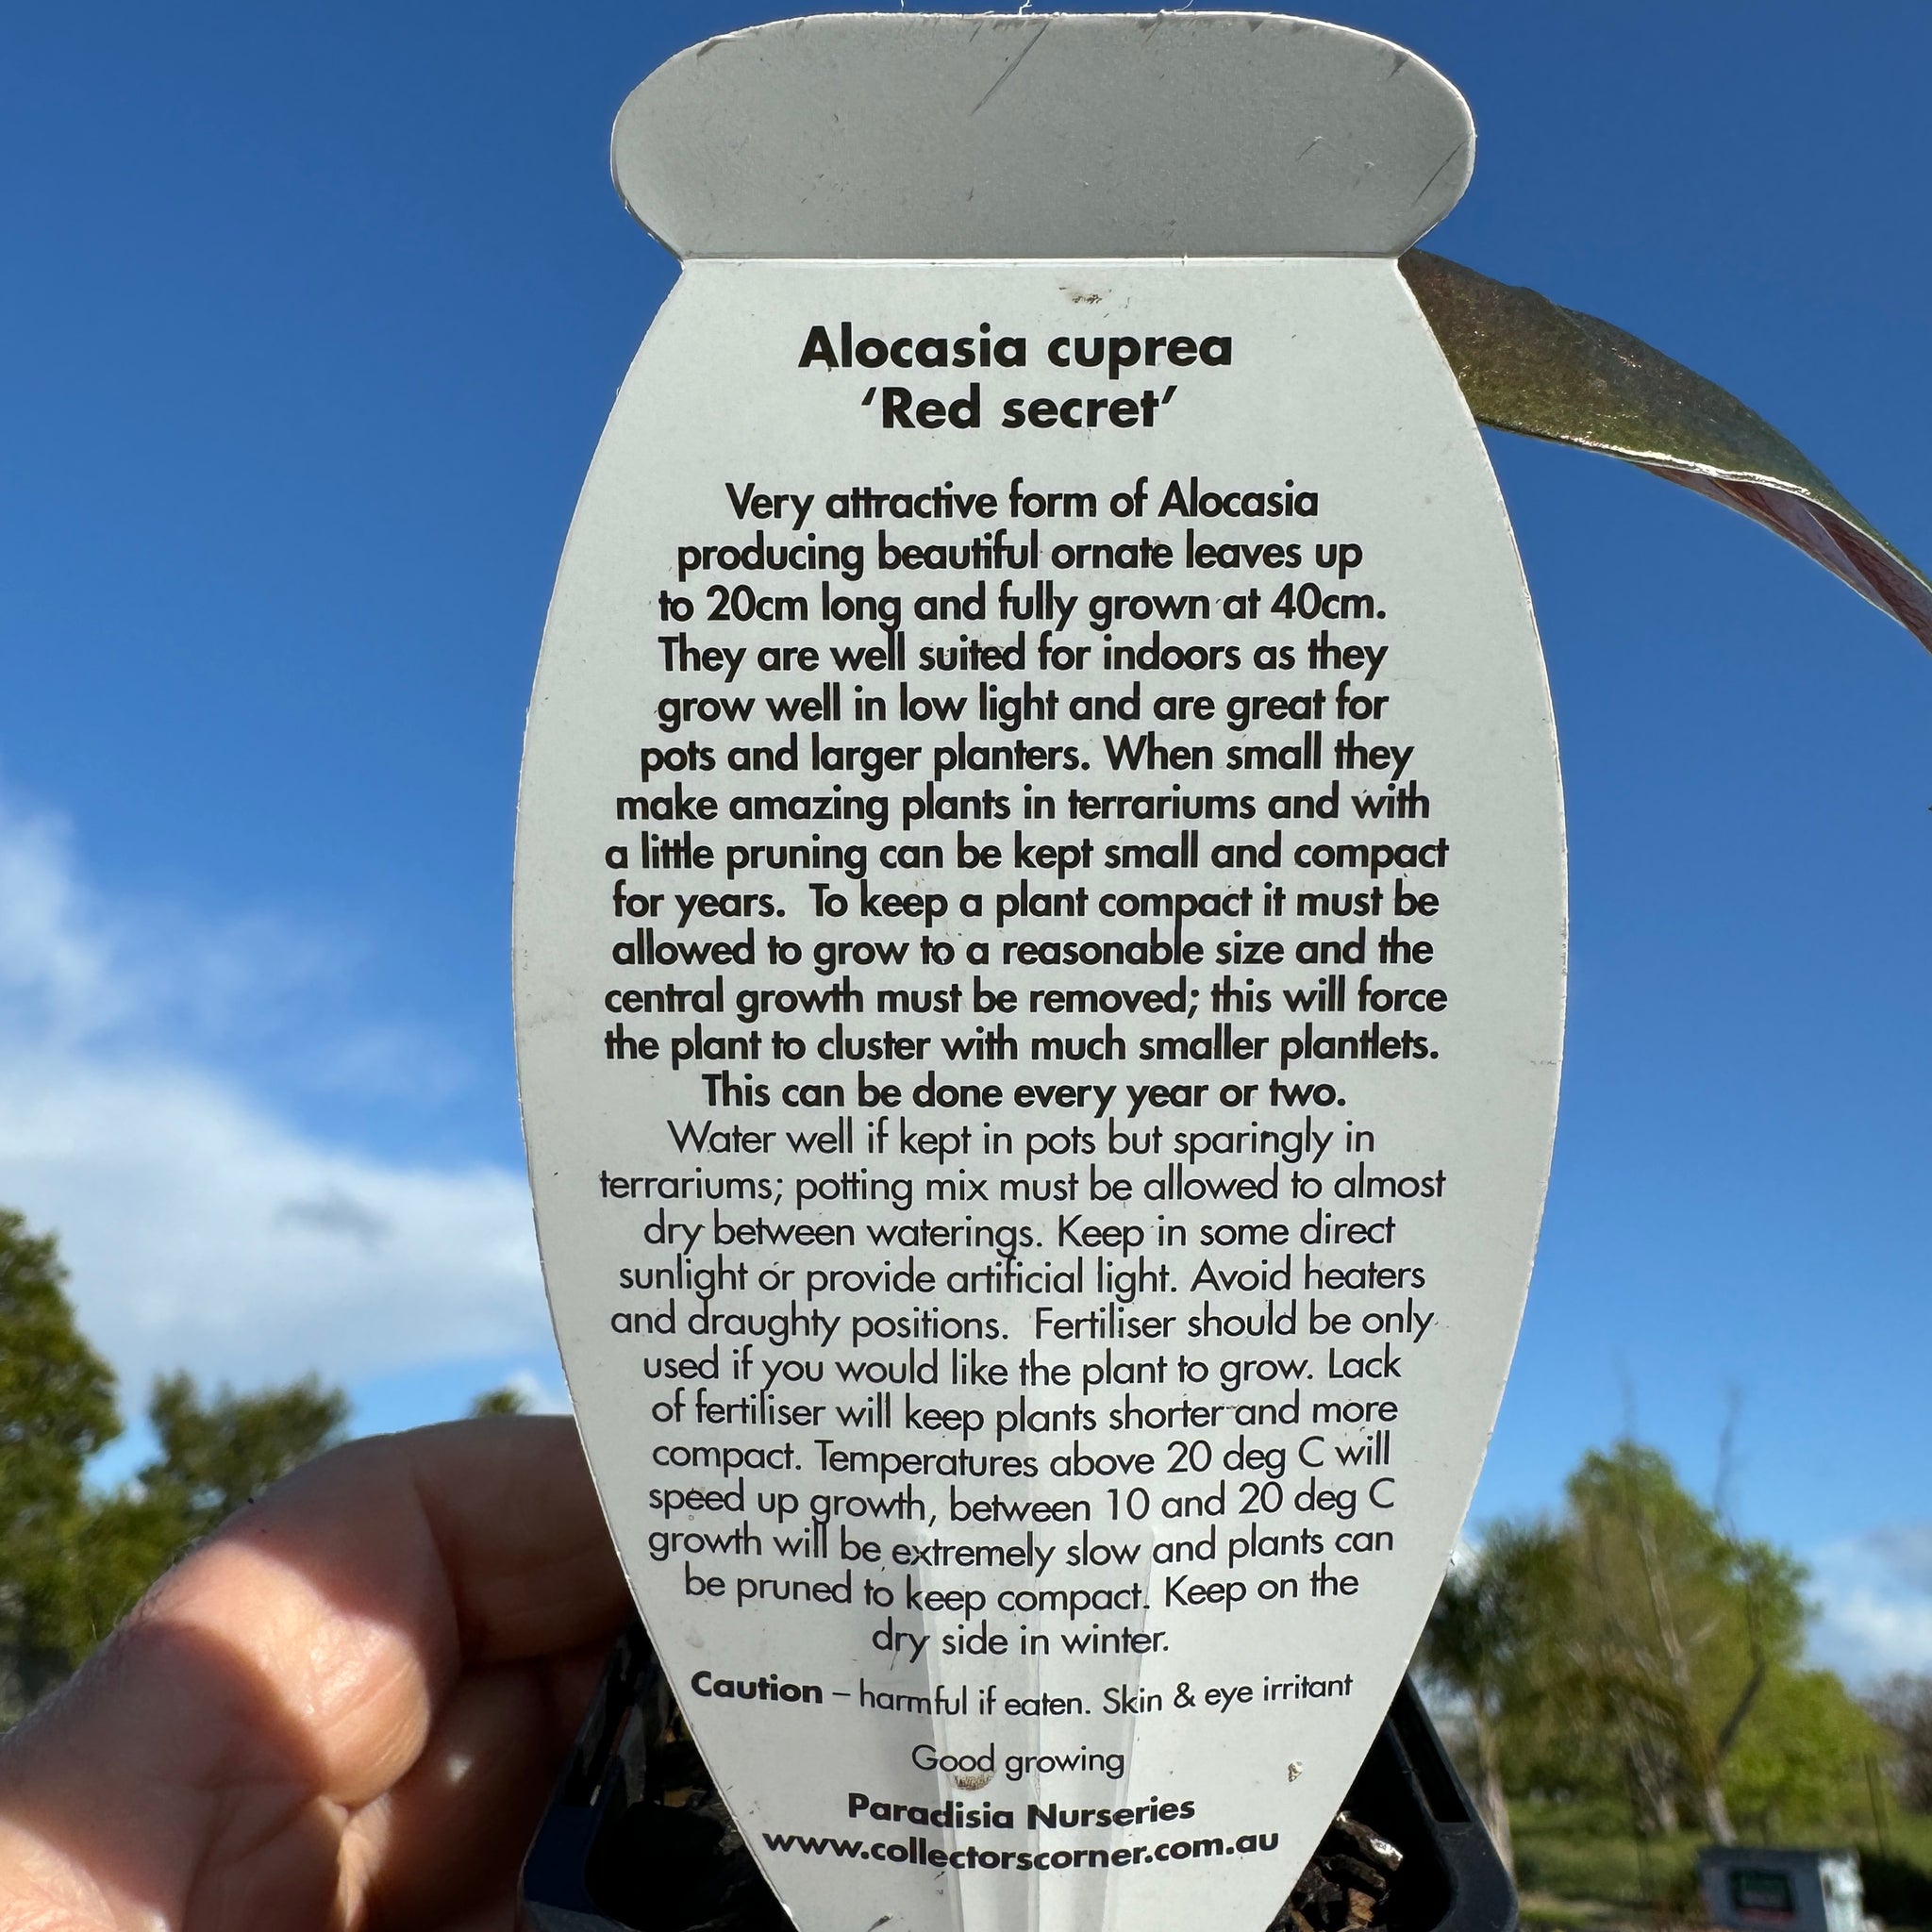 Alocasia cuprea
‘Red secret’
Very attractive form of Alocasia
producing beautiful ornate leaves up
to 20cm long and fully grown at 40cm.
They are well suited for indoors as they
grow well in low light and are great for
pots and larger planters. When small they
make amazing plants in terrariums and with
a little pruning can be kept small and compact
for years.  To keep a plant compact it must be
allowed to grow to a reasonable size and the
central growth must be removed; this will force
the plant to cluster with much smaller plantlets.
This can be done every year or two.
Water well if kept in pots but sparingly in
terrariums; potting mix must be allowed to almost
dry between waterings. Keep in some direct
sunlight or provide artificial light. Avoid heaters
and draughty positions.  Fertiliser should be only
used if you would like the plant to grow. Lack
of fertiliser will keep plants shorter and more
compact. Temperatures above 20 deg C will
speed up growth, between 10 and 20 deg C
growth will be extremely slow and plants can
be pruned to keep compact. Keep on the
dry side in winter.
Caution – harmful if eaten. Skin & eye irritant
Good growing
Paradisia Nurseries
www.collectorscorner.com.au